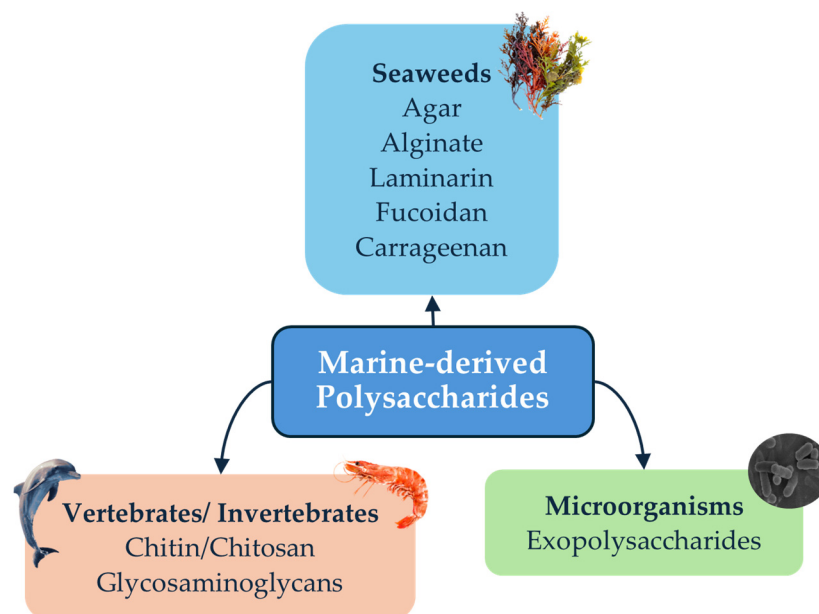 Seaweeds
Agar
Alginate
Laminarin
Fucoidan
Carrageenan
Marine-derived
Polysaccharides
Vertebrates/ Invertebrates
Chitin/Chitosan
Glycosaminoglycans
Microorganisms
Exopolysaccharides